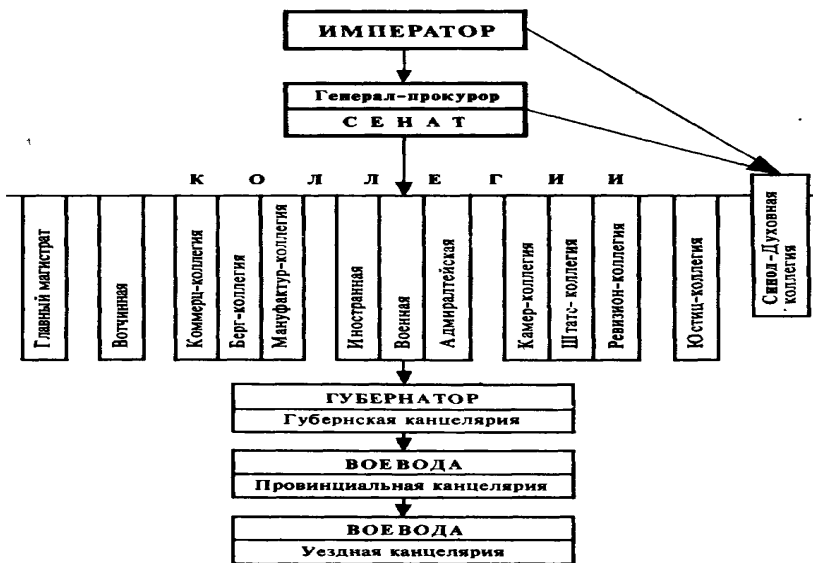 ИМПЕРАТОР
Генерал-прокурор
СЕНАТ
КОЛЛЕГИИ
Главный магистрат
Вотчинная
Коммерц-коллегия
Берг-коллегия
Мануфактур-коллегия
Иностранная
Военная
Адмиралтейская
Камер-коллегия
Штатс-коллегия
Ревизион-коллегия
Юстиц-коллегия
Синод-Духовная
коллегия
ГУБЕРНАТОР
Губернская канцелярия
ВОЕВОДА
Провинциальная канцелярия
ВОЕВОДА
Уездная канцелярия